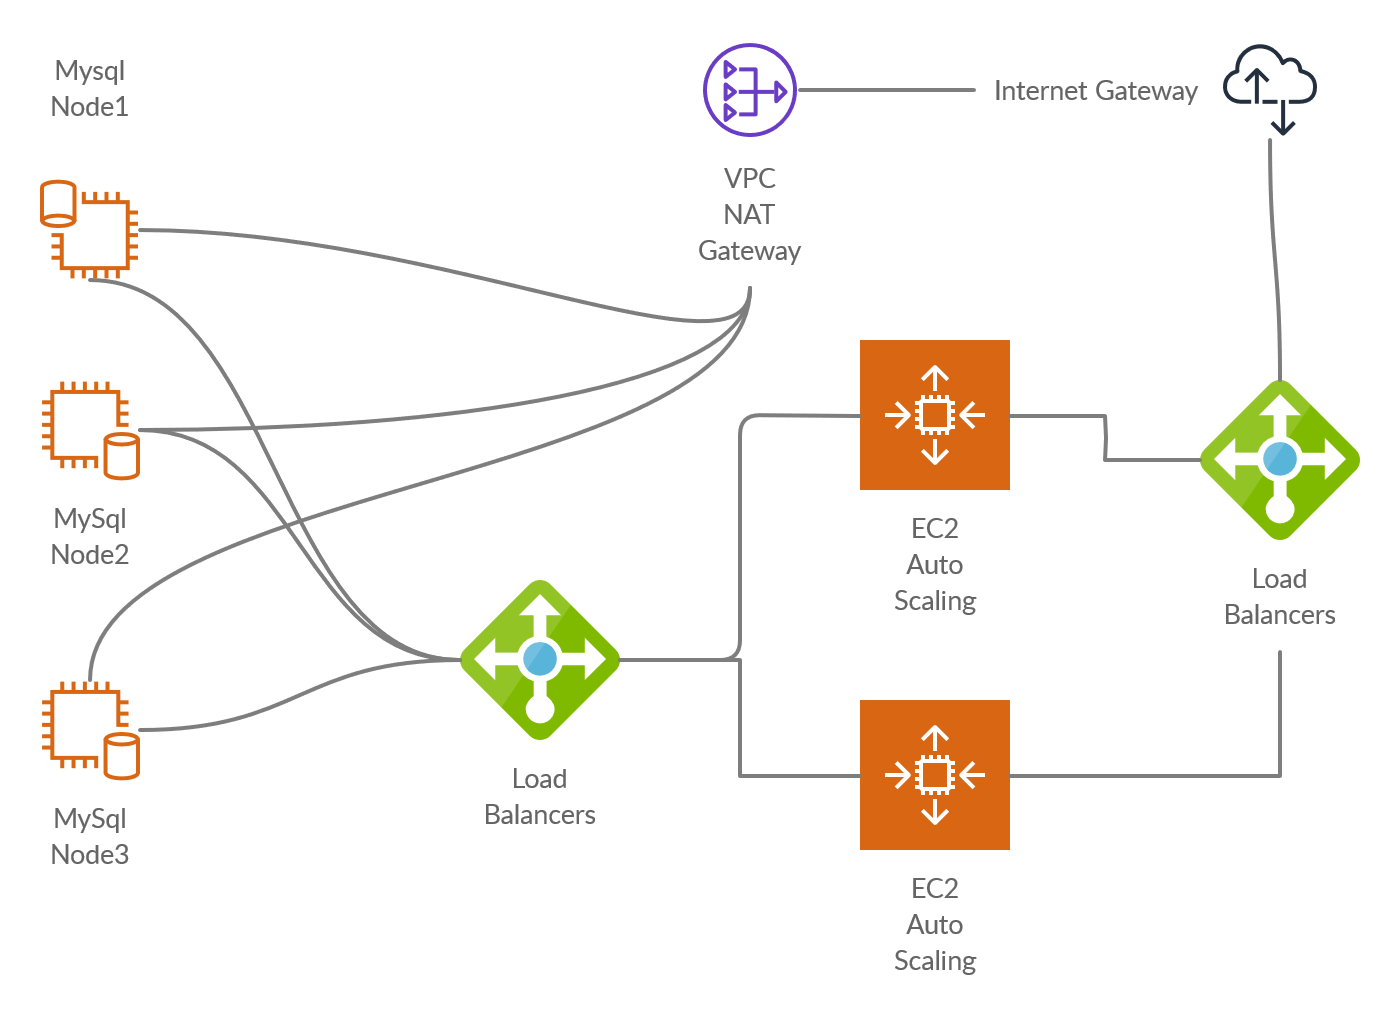 Mysql
Node1
VPC
NAT
Gateway
Internet Gateway
MySql
Node2
EC2
Auto
Scaling
Load
Balancers
Load
Balancers
MySql
Node3
EC2
Auto
Scaling